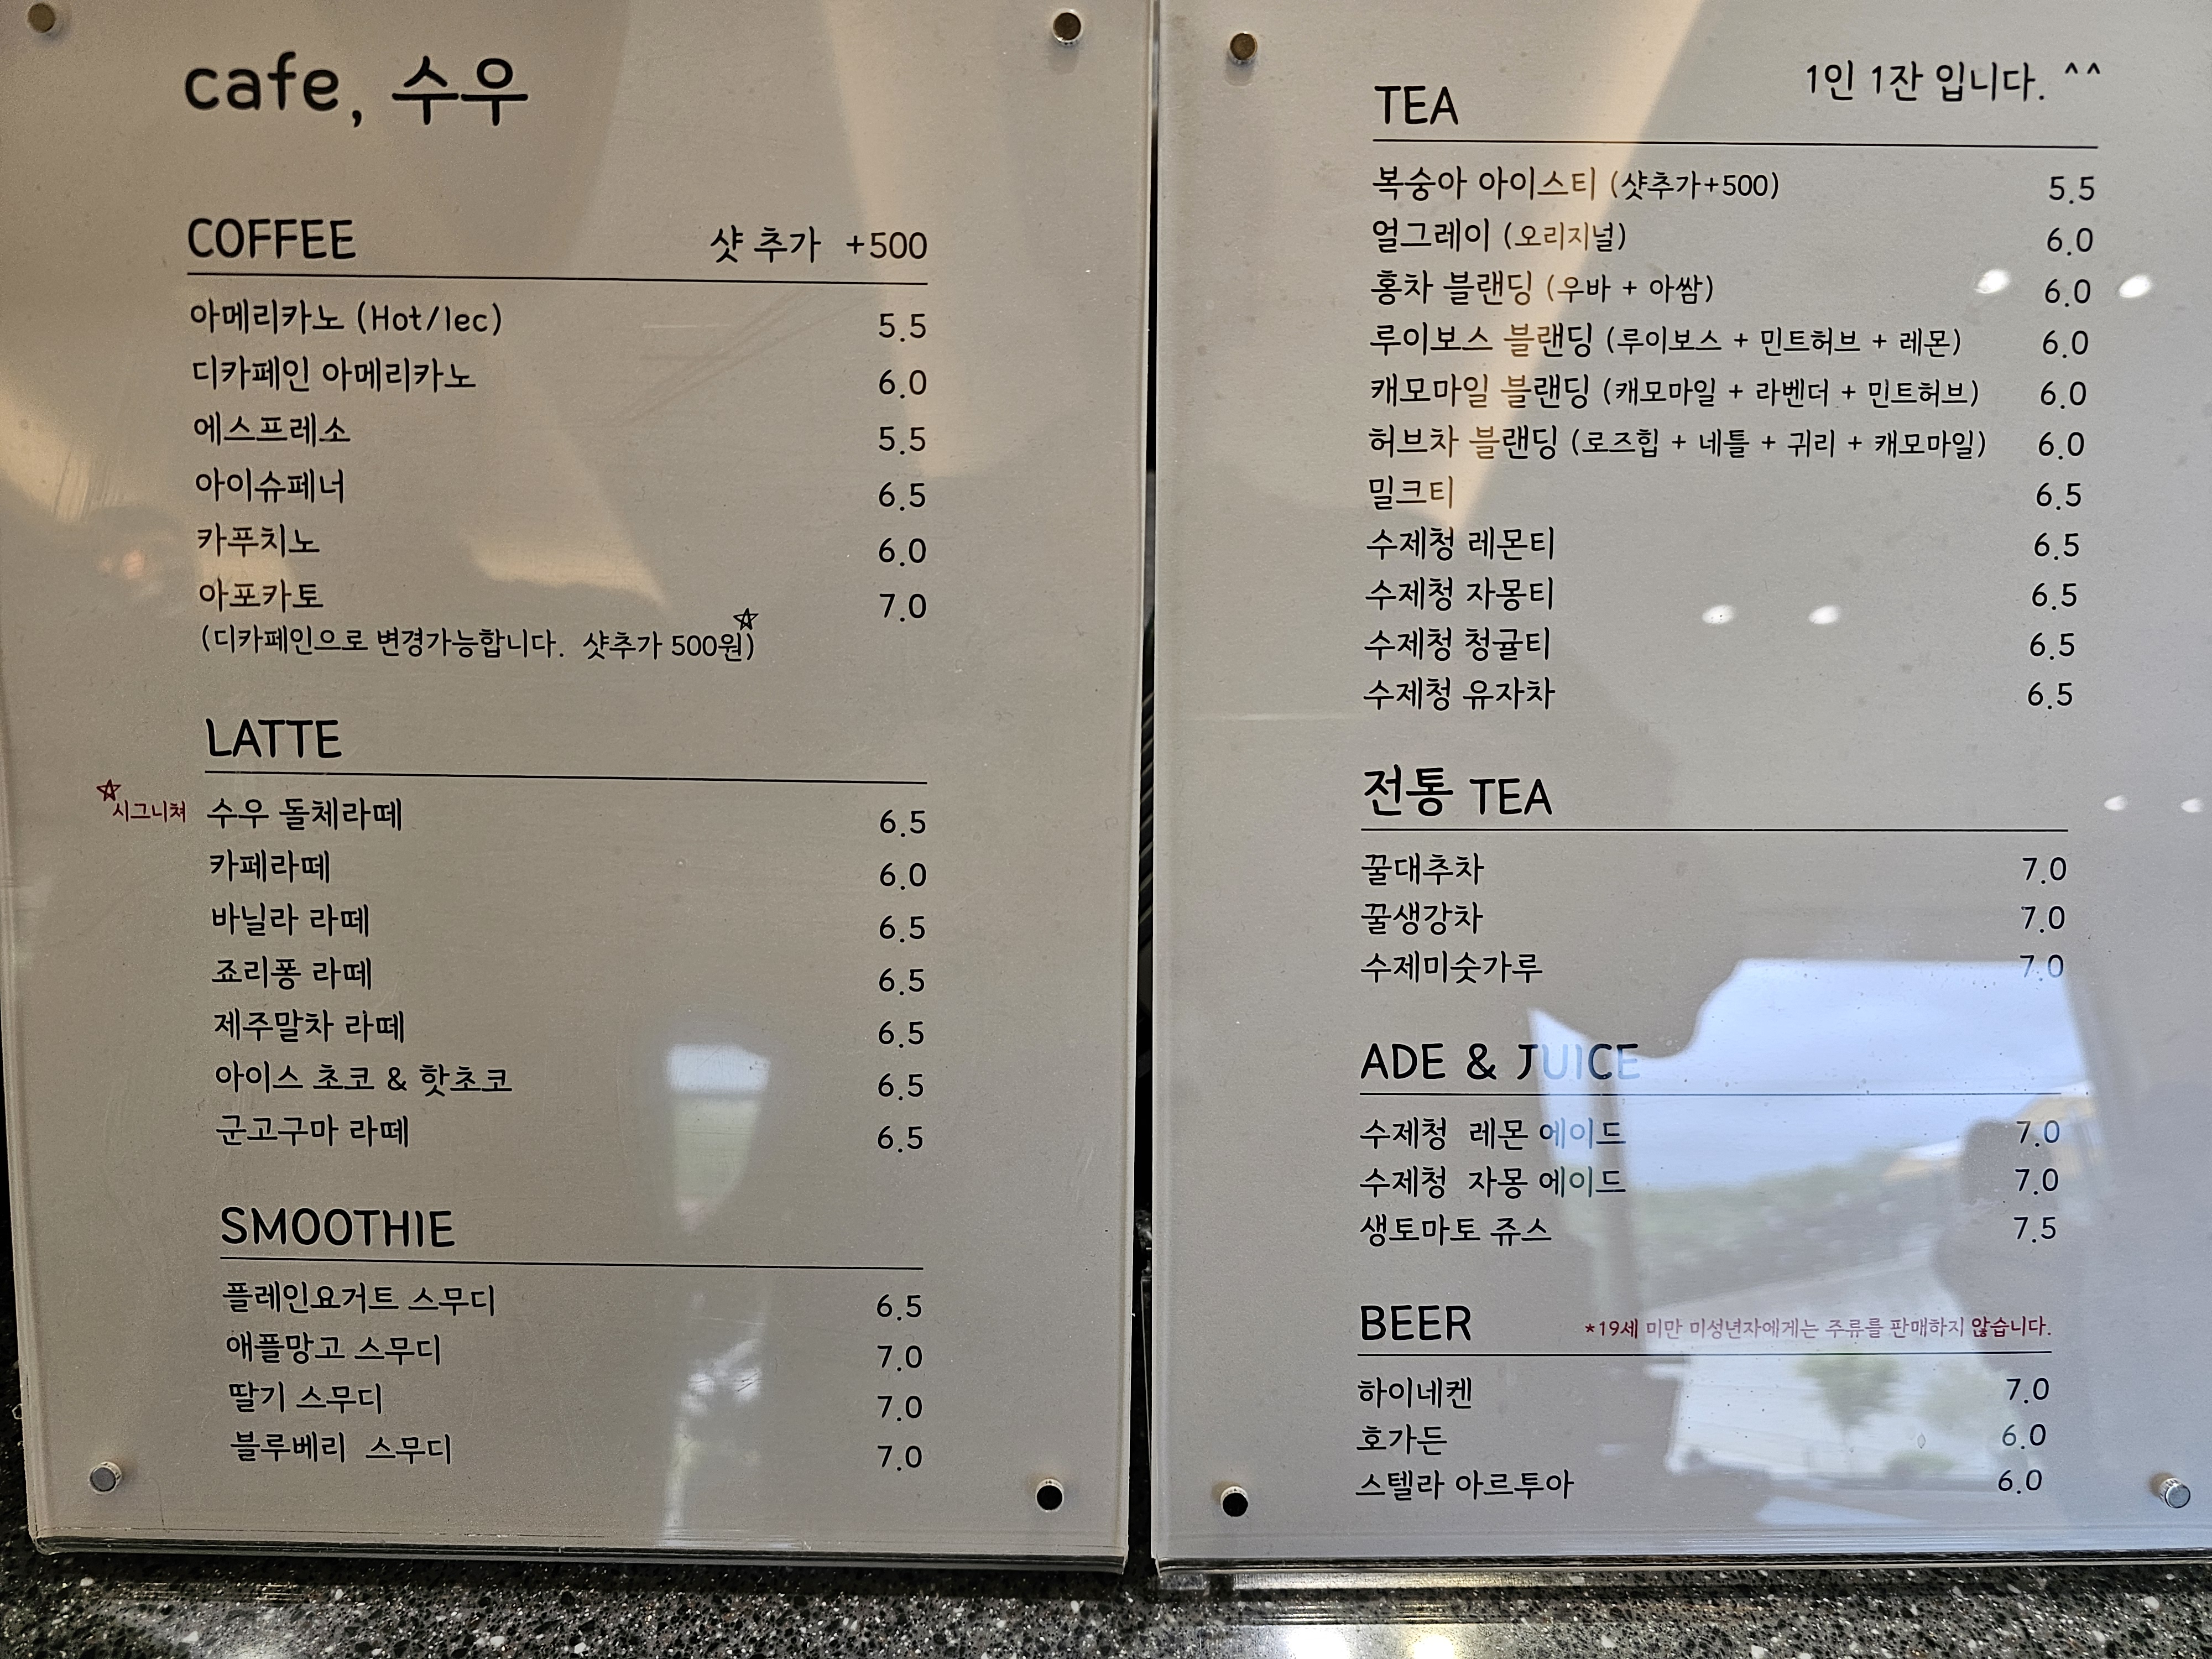 cafe, 수우
COFFEE 샷 추가 +500
아메리카노 (Hot/Iec) 5.5
디카페인 아메리카노 6.0
에스프레소 5.5
아이슈페너 6.5
카푸치노 6.0
아포카토 7.0
(디카페인으로 변경가능합니다. 샷추가 500원)
LATTE
시그니쳐 수우 돌체라떼 6.5
카페라떼 6.0
바닐라 라떼 6.5
죠리퐁 라떼 6.5
제주말차 라떼 6.5
아이스 초코 & 핫초코 6.5
군고구마 라떼 6.5
SMOOTHIE
플레인요거트 스무디 6.5
애플망고 스무디 7.0
딸기 스무디 7.0
블루베리 스무디 7.0
1인 1잔 입니다. ^^
TEA
복숭아 아이스티 (샷추가+500) 5.5
얼그레이 (오리지널) 6.0
홍차 블랜딩 (우바 + 아쌈) 6.0
루이보스 블랜딩 (루이보스 + 민트허브 + 레몬) 6.0
캐모마일 블랜딩 (캐모마일 + 라벤더 + 민트허브) 6.0
허브차 블랜딩 (로즈힙 + 네틀 + 귀리 + 캐모마일) 6.0
밀크티 6.5
수제청 레몬티 6.5
수제청 자몽티 6.5
수제청 청귤티 6.5
수제청 유자차 6.5
전통 TEA
꿀대추차 7.0
꿀생강차 7.0
수제미숫가루 7.0
ADE & JUICE
수제청 레몬 에이드 7.0
수제청 자몽 에이드 7.0
생토마토 쥬스 7.5
BEER *19세 미만 미성년자에게는 주류를 판매하지 않습니다.
하이네켄 7.0
호가든 6.0
스텔라 아르투아 6.0